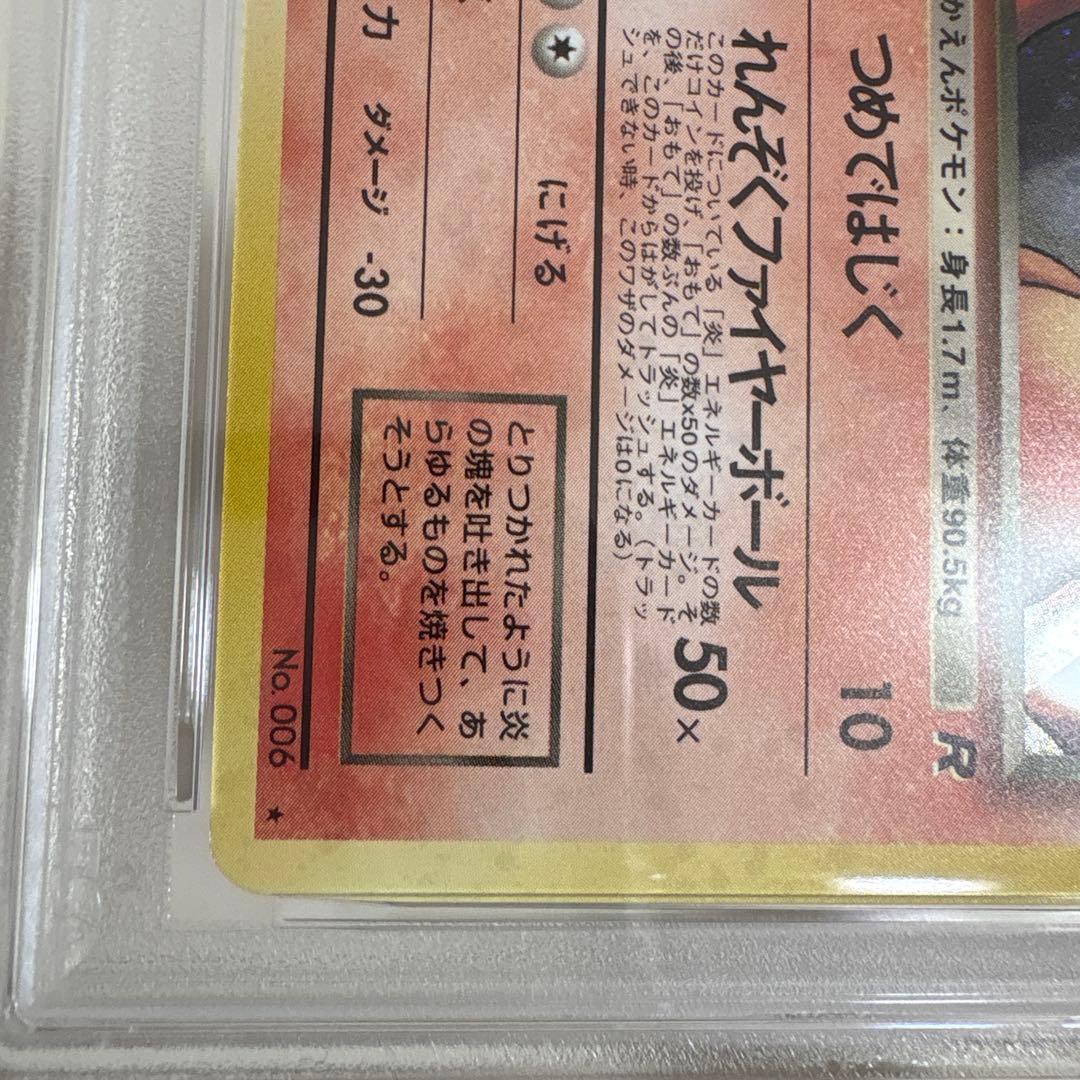 かえんポケモン：身長1.7m、体重90.5kg
R
つめではじく 10
れんぞくファイヤーボール 50×
このカードについている「炎」エネルギーカードの数
だけコインを投げ、「おもて」の数x50のダメージ。そ
の後、「おもて」の数ぶんの「炎」エネルギーカード
を、このカードからはがしてトラッシュする。（トラッ
シュできない時、このワザのダメージは0になる）
にげる
力 ダメージ -30
とりつかれたように炎
の塊を吐き出して、あ
らゆるものを焼きつく
そうとする。
No. 006
★